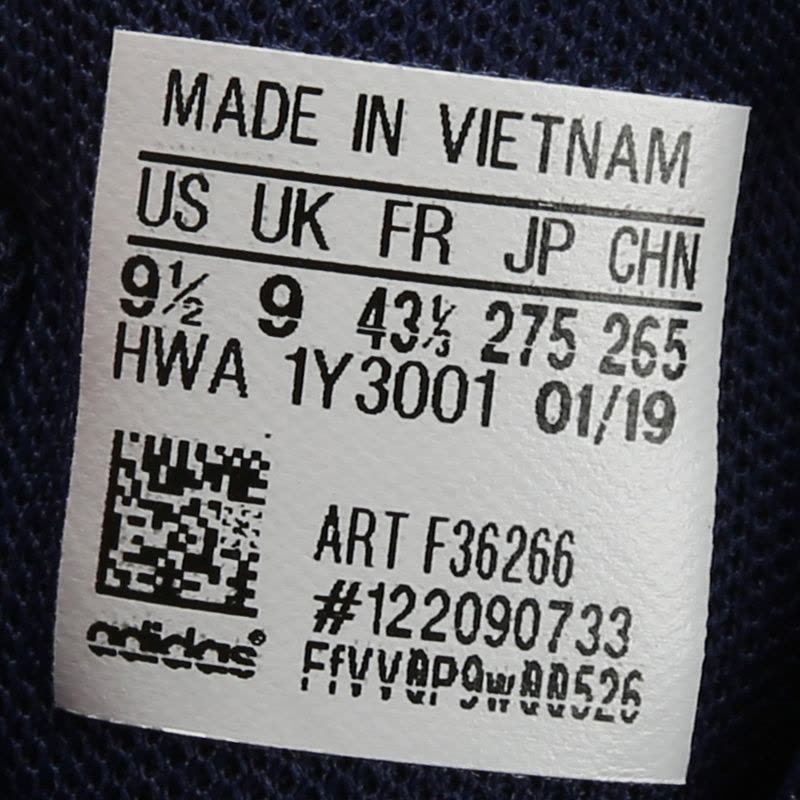 MADE IN VIETNAM
US UK FR JP CHN
9½ 9 43⅓ 275 265
HWA 1Y3001 01/19
ART F36266
#122090733
adidas®